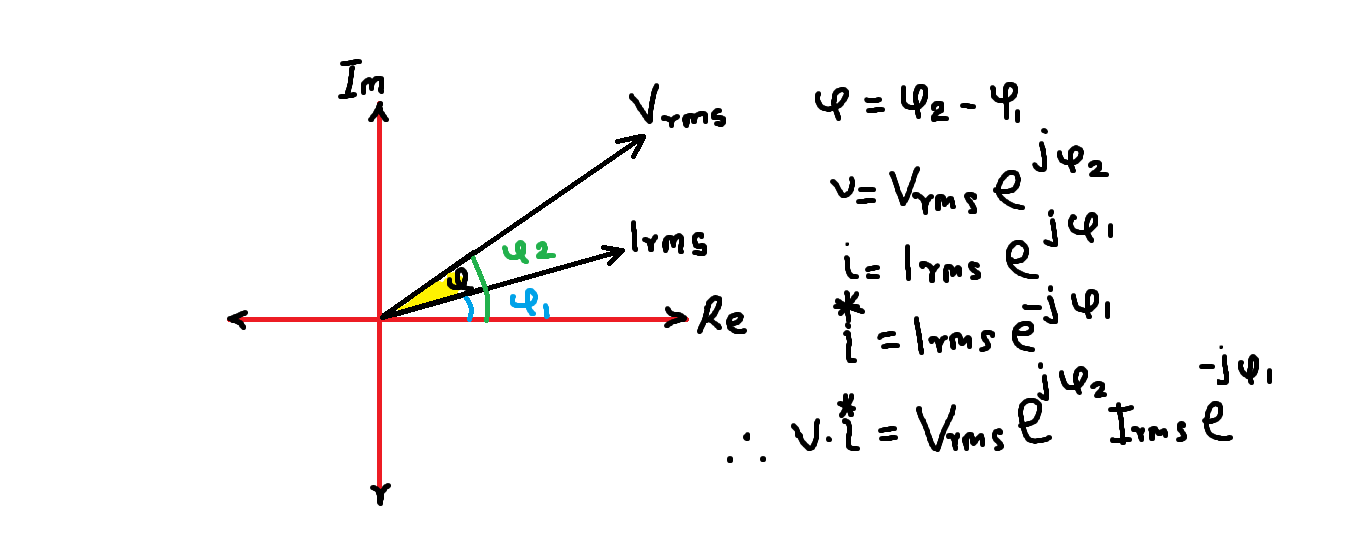 Im
Vrms
Irms
φ2
φ
φ1
Re
φ = φ2 - φ1
v = Vrms e^jφ2
i = Irms e^jφ1
i* = Irms e^-jφ1
∴ v.i* = Vrms e^jφ2 Irms e^-jφ1